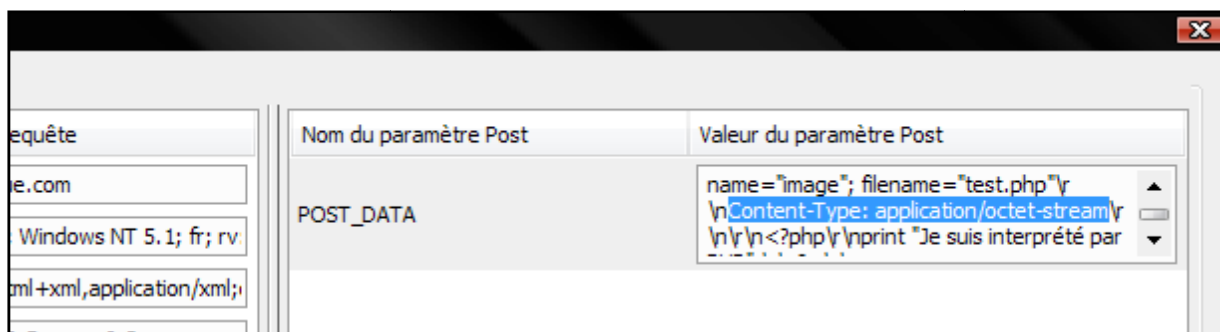 equête
Nom du paramètre Post
Valeur du paramètre Post
ue.com
Windows NT 5.1; fr; rv:
tml+xml,application/xml;
POST_DATA
name="image"; filename="test.php"\r
\nContent-Type: application/octet-stream\r
\n\r\n<?php\r\nprint "Je suis interprété par